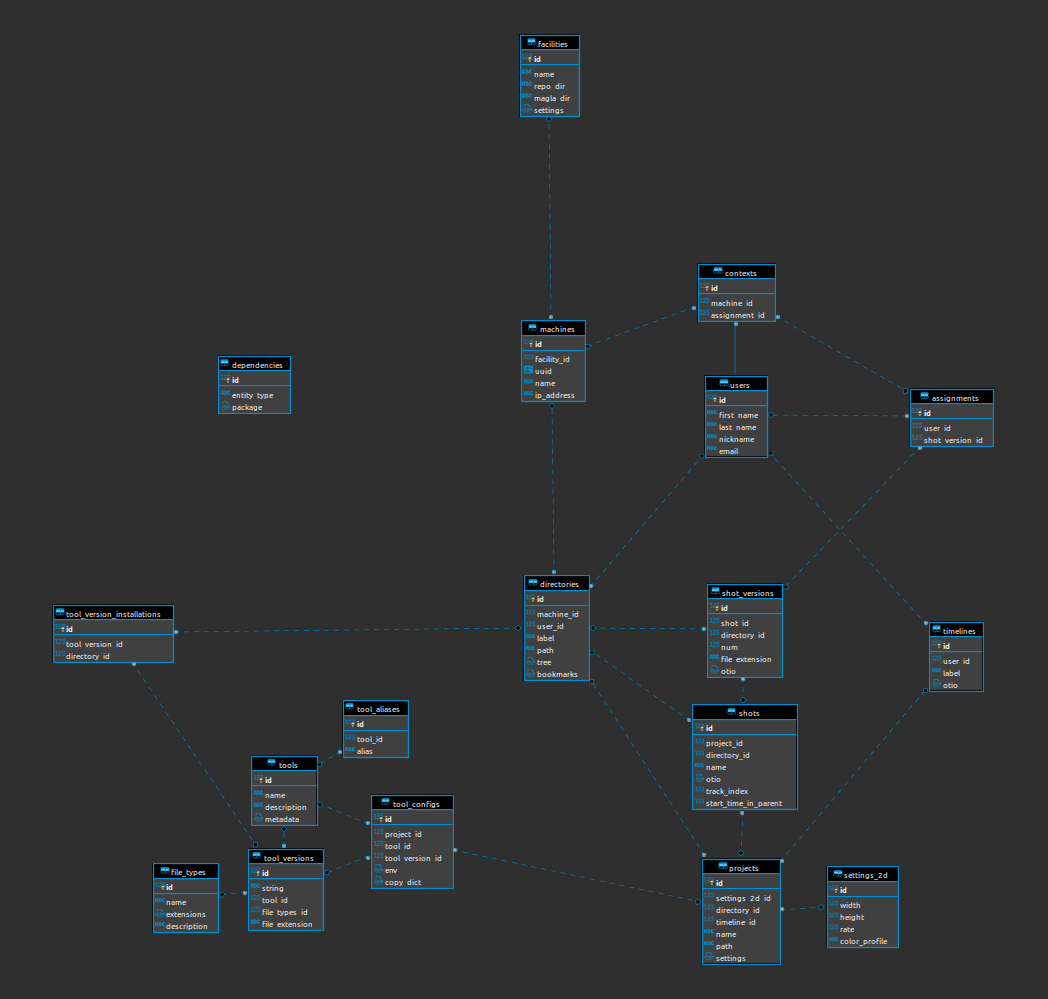 facilities
id
name
repo_dir
magla_dir
settings
contexts
id
machine_id
assignment_id
machines
id
facility_id
uuid
name
ip_address
dependencies
id
entity_type
package
users
id
first_name
last_name
nickname
email
assignments
id
user_id
shot_version_id
directories
id
machine_id
user_id
label
path
tree
bookmarks
shot_versions
id
shot_id
directory_id
num
file_extension
otio
tool_version_installations
id
tool_version_id
directory_id
timelines
id
user_id
label
otio
tool_aliases
id
tool_id
alias
shots
id
project_id
directory_id
name
otio
track_index
start_time_in_parent
tools
id
name
description
metadata
tool_configs
id
project_id
tool_id
tool_version_id
env
copy_dict
tool_versions
id
string
tool_id
file_types_id
file_extension
file_types
id
name
extensions
description
projects
id
settings_2d_id
directory_id
timeline_id
name
path
settings
settings_2d
id
width
height
rate
color_profile